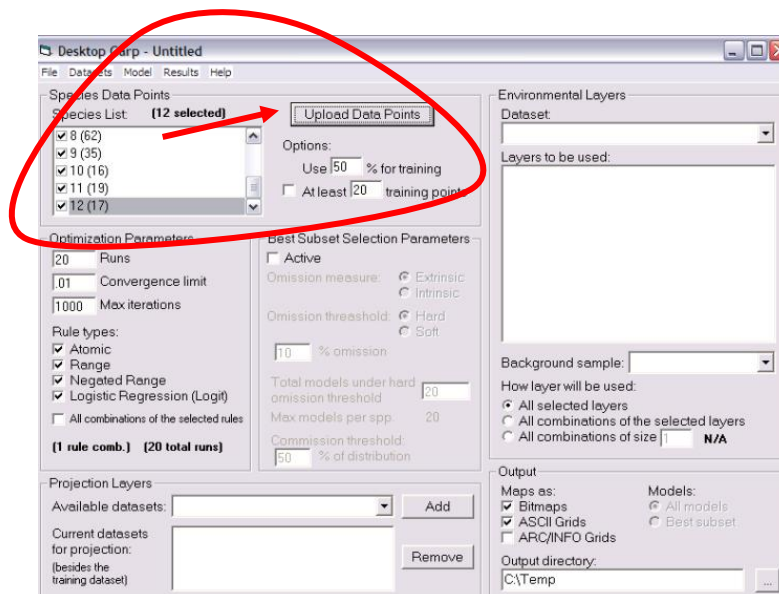 Desktop Garp - Untitled
File Datasets Model Results Help
Species Data Points
Species List: (12 selected)
8 (62)
9 (35)
10 (16)
11 (19)
12 (17)
Upload Data Points
Options:
Use 50 % for training
At least 20 training points
Optimization Parameters
20 Runs
.01 Convergence limit
1000 Max iterations
Rule types:
Atomic
Range
Negated Range
Logistic Regression (Logit)
All combinations of the selected rules
(1 rule comb.) (20 total runs)
Best Subset Selection Parameters
Active
Omission measure: Extrinsic
Intrinsic
Omission threashold: Hard
Soft
10 % omission
Total models under hard
omission threshold 20
Max models per spp. 20
Commission threshold:
50 % of distribution
Projection Layers
Available datasets:
Add
Current datasets
for projection:
(besides the
training dataset)
Remove
Environmental Layers
Dataset:
Layers to be used:
Background sample:
How layer will be used:
All selected layers
All combinations of the selected layers
All combinations of size 1 N/A
Output
Maps as:
Bitmaps
ASCII Grids
ARC/INFO Grids
Models:
All models
Best subset
Output directory:
C:\Temp
...